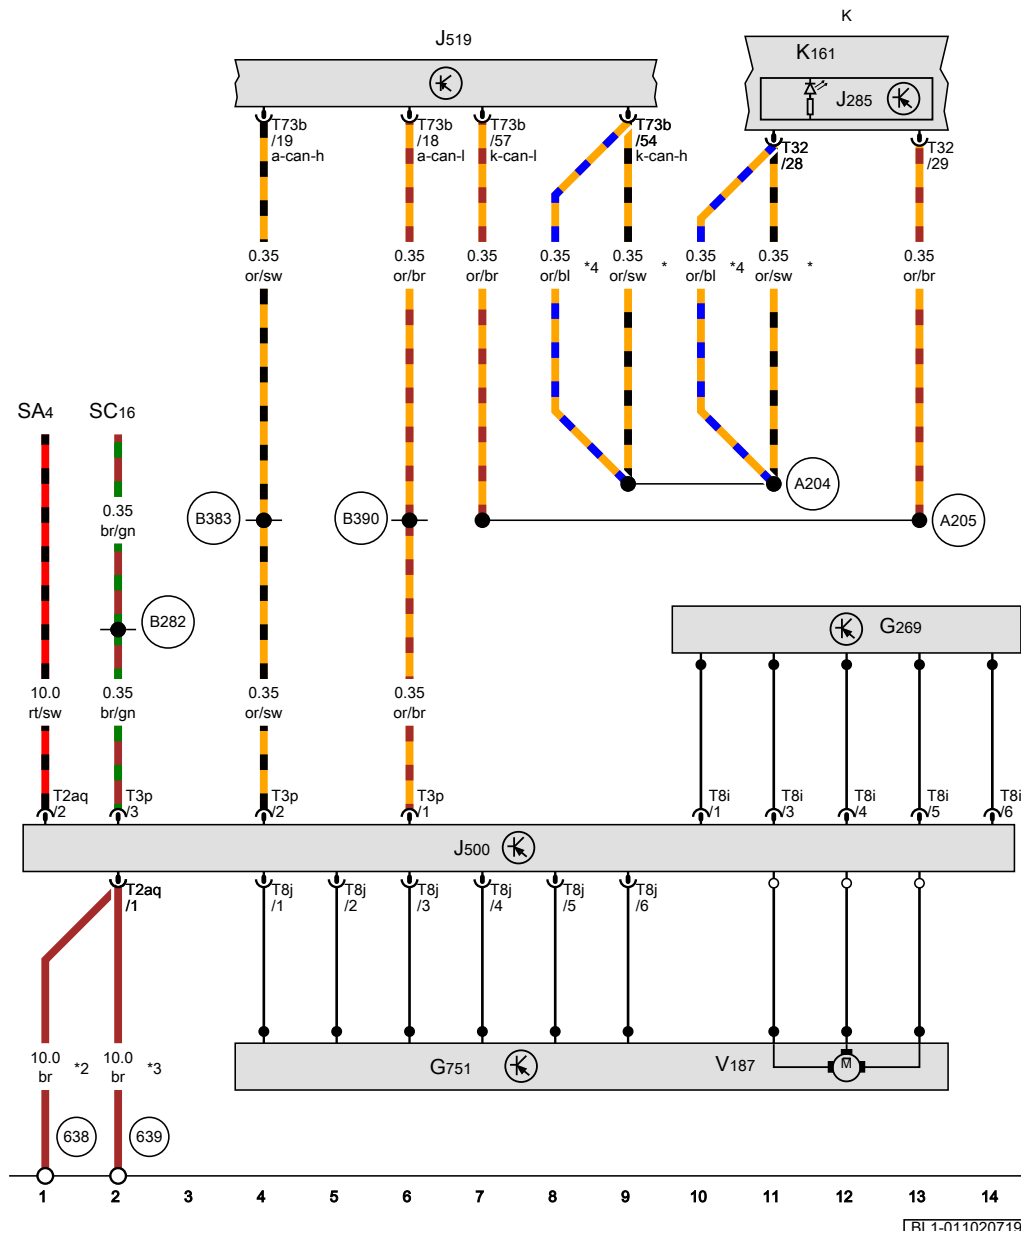 K
J519
K161
J285
T73b
/19
a-can-h
T73b
/18
a-can-l
T73b
/57
k-can-l
T73b
/54
k-can-h
T32
/28
T32
/29
0.35
or/sw
0.35
or/br
0.35
or/br
0.35
or/bl
*4
0.35
or/sw
*
0.35
or/bl
*4
0.35
or/sw
*
0.35
or/br
SA4
SC16
A204
0.35
br/gn
B383
B390
A205
B282
G269
10.0
rt/sw
0.35
br/gn
0.35
or/sw
0.35
or/br
T2aq
/2
T3p
/3
T3p
/2
T3p
/1
T8i
/1
T8i
/3
T8i
/4
T8i
/5
T8i
/6
J500
T2aq
/1
T8j
/1
T8j
/2
T8j
/3
T8j
/4
T8j
/5
T8j
/6
10.0
br
*2
10.0
br
*3
G751
V187
M
638
639
1 2 3 4 5 6 7 8 9 10 11 12 13 14
BL1-011020719